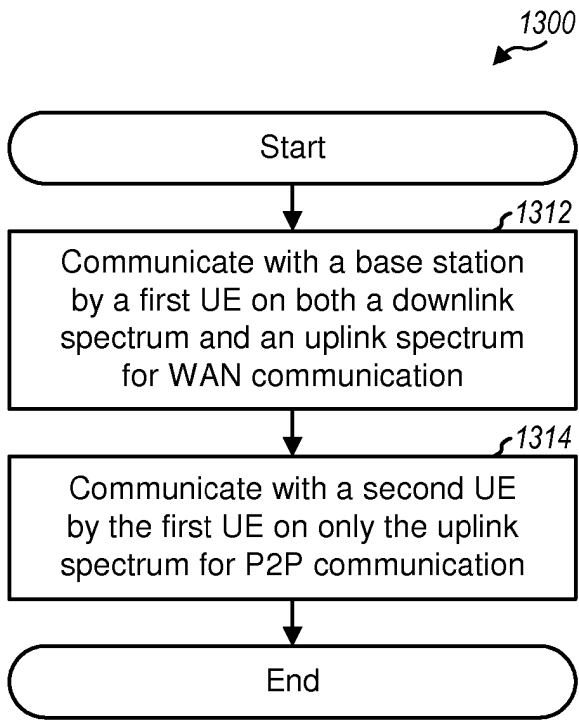 1300
Start
1312
Communicate with a base station
by a first UE on both a downlink
spectrum and an uplink spectrum
for WAN communication
1314
Communicate with a second UE
by the first UE on only the uplink
spectrum for P2P communication
End